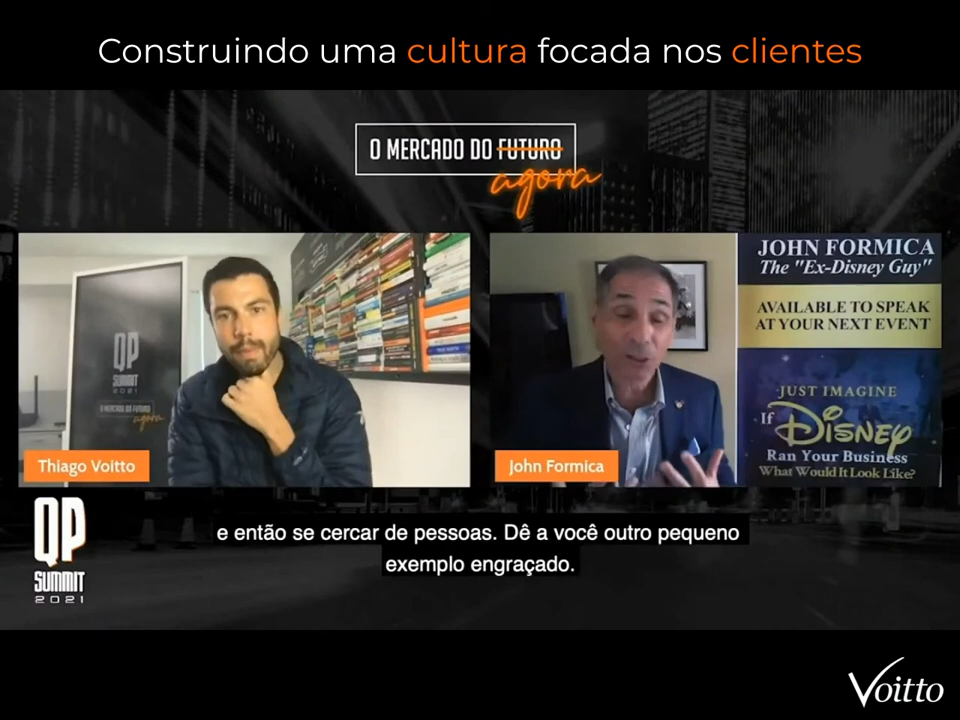 Construindo uma cultura focada nos clientes
O MERCADO DO FUTURO
agora
JOHN FORMICA
The "Ex-Disney Guy"
AVAILABLE TO SPEAK
AT YOUR NEXT EVENT
JUST IMAGINE
If DISNEY
Ran Your Business
What Would It Look Like?
QP
SUMMIT
2021
O MERCADO DO FUTURO
agora
Thiago Voitto
John Formica
QP
SUMMIT
2021
e então se cercar de pessoas. Dê a você outro pequeno
exemplo engraçado.
Voitto